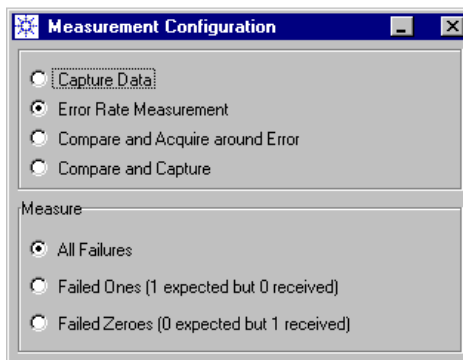 Measurement Configuration
Capture Data
Error Rate Measurement
Compare and Acquire around Error
Compare and Capture
Measure
All Failures
Failed Ones (1 expected but 0 received)
Failed Zeroes (0 expected but 1 received)